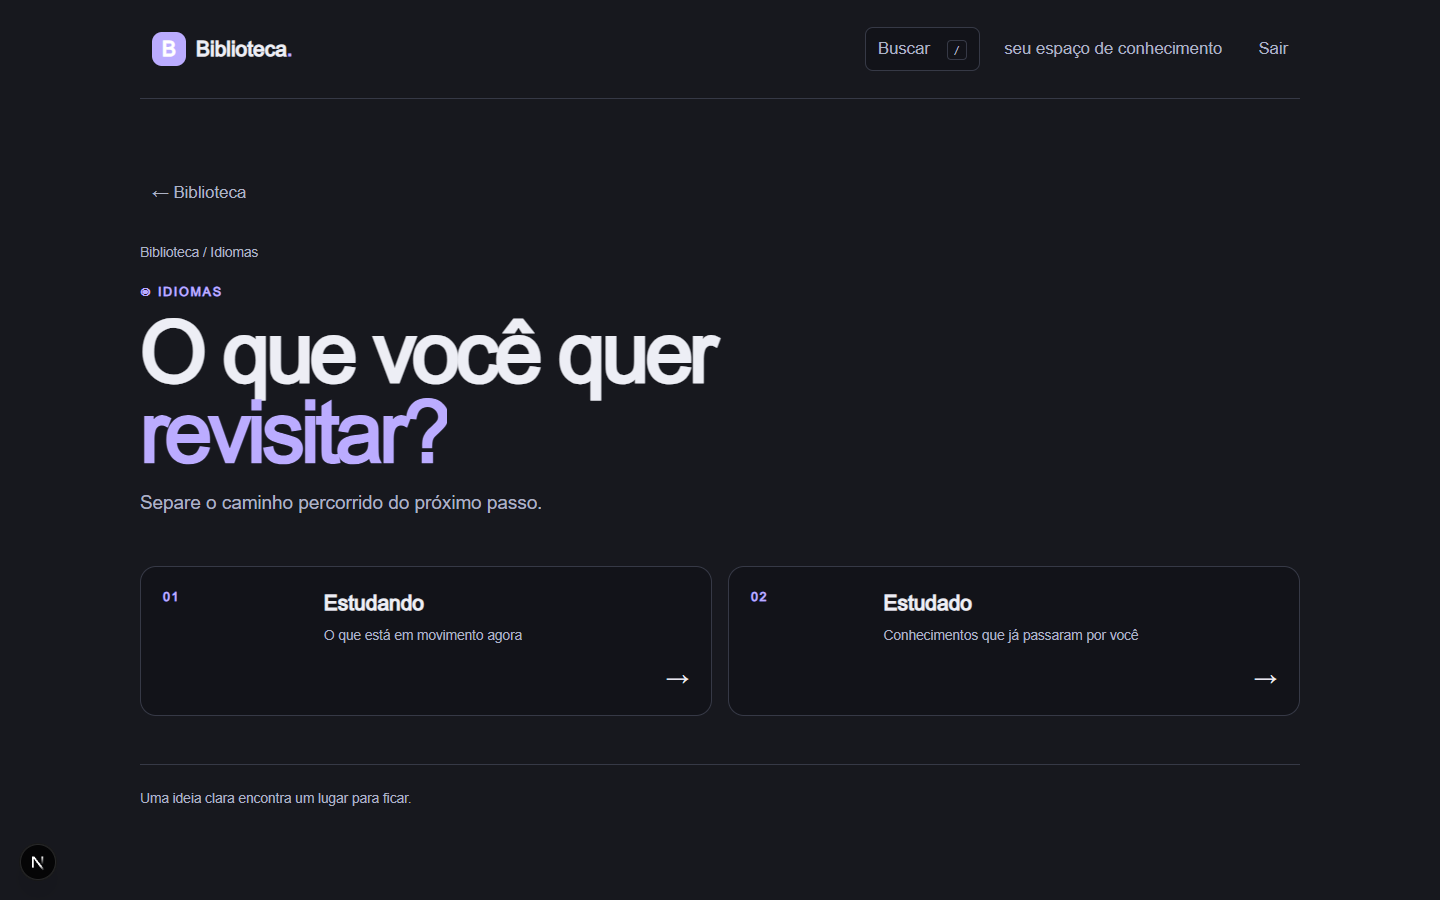 B Biblioteca.
Buscar /
seu espaço de conhecimento
Sair
← Biblioteca
Biblioteca / Idiomas
IDIOMAS
O que você quer
revisitar?
Separe o caminho percorrido do próximo passo.
01
Estudando
O que está em movimento agora
→
02
Estudado
Conhecimentos que já passaram por você
→
Uma ideia clara encontra um lugar para ficar.
N